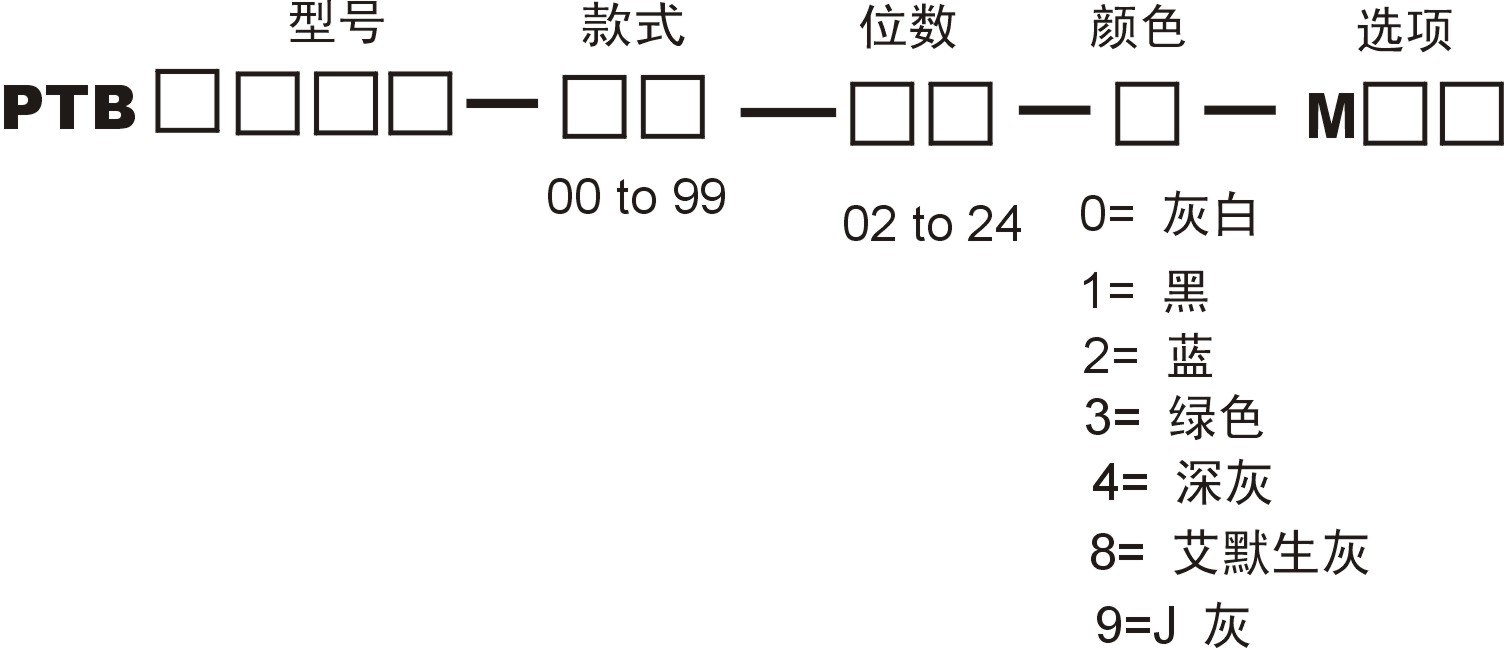 型号 款式 位数 颜色 选项
PTB□□□□—□□—□□—□—M□□
00 to 99
02 to 24
0= 灰白
1= 黑
2= 蓝
3= 绿色
4= 深灰
8= 艾默生灰
9=J 灰